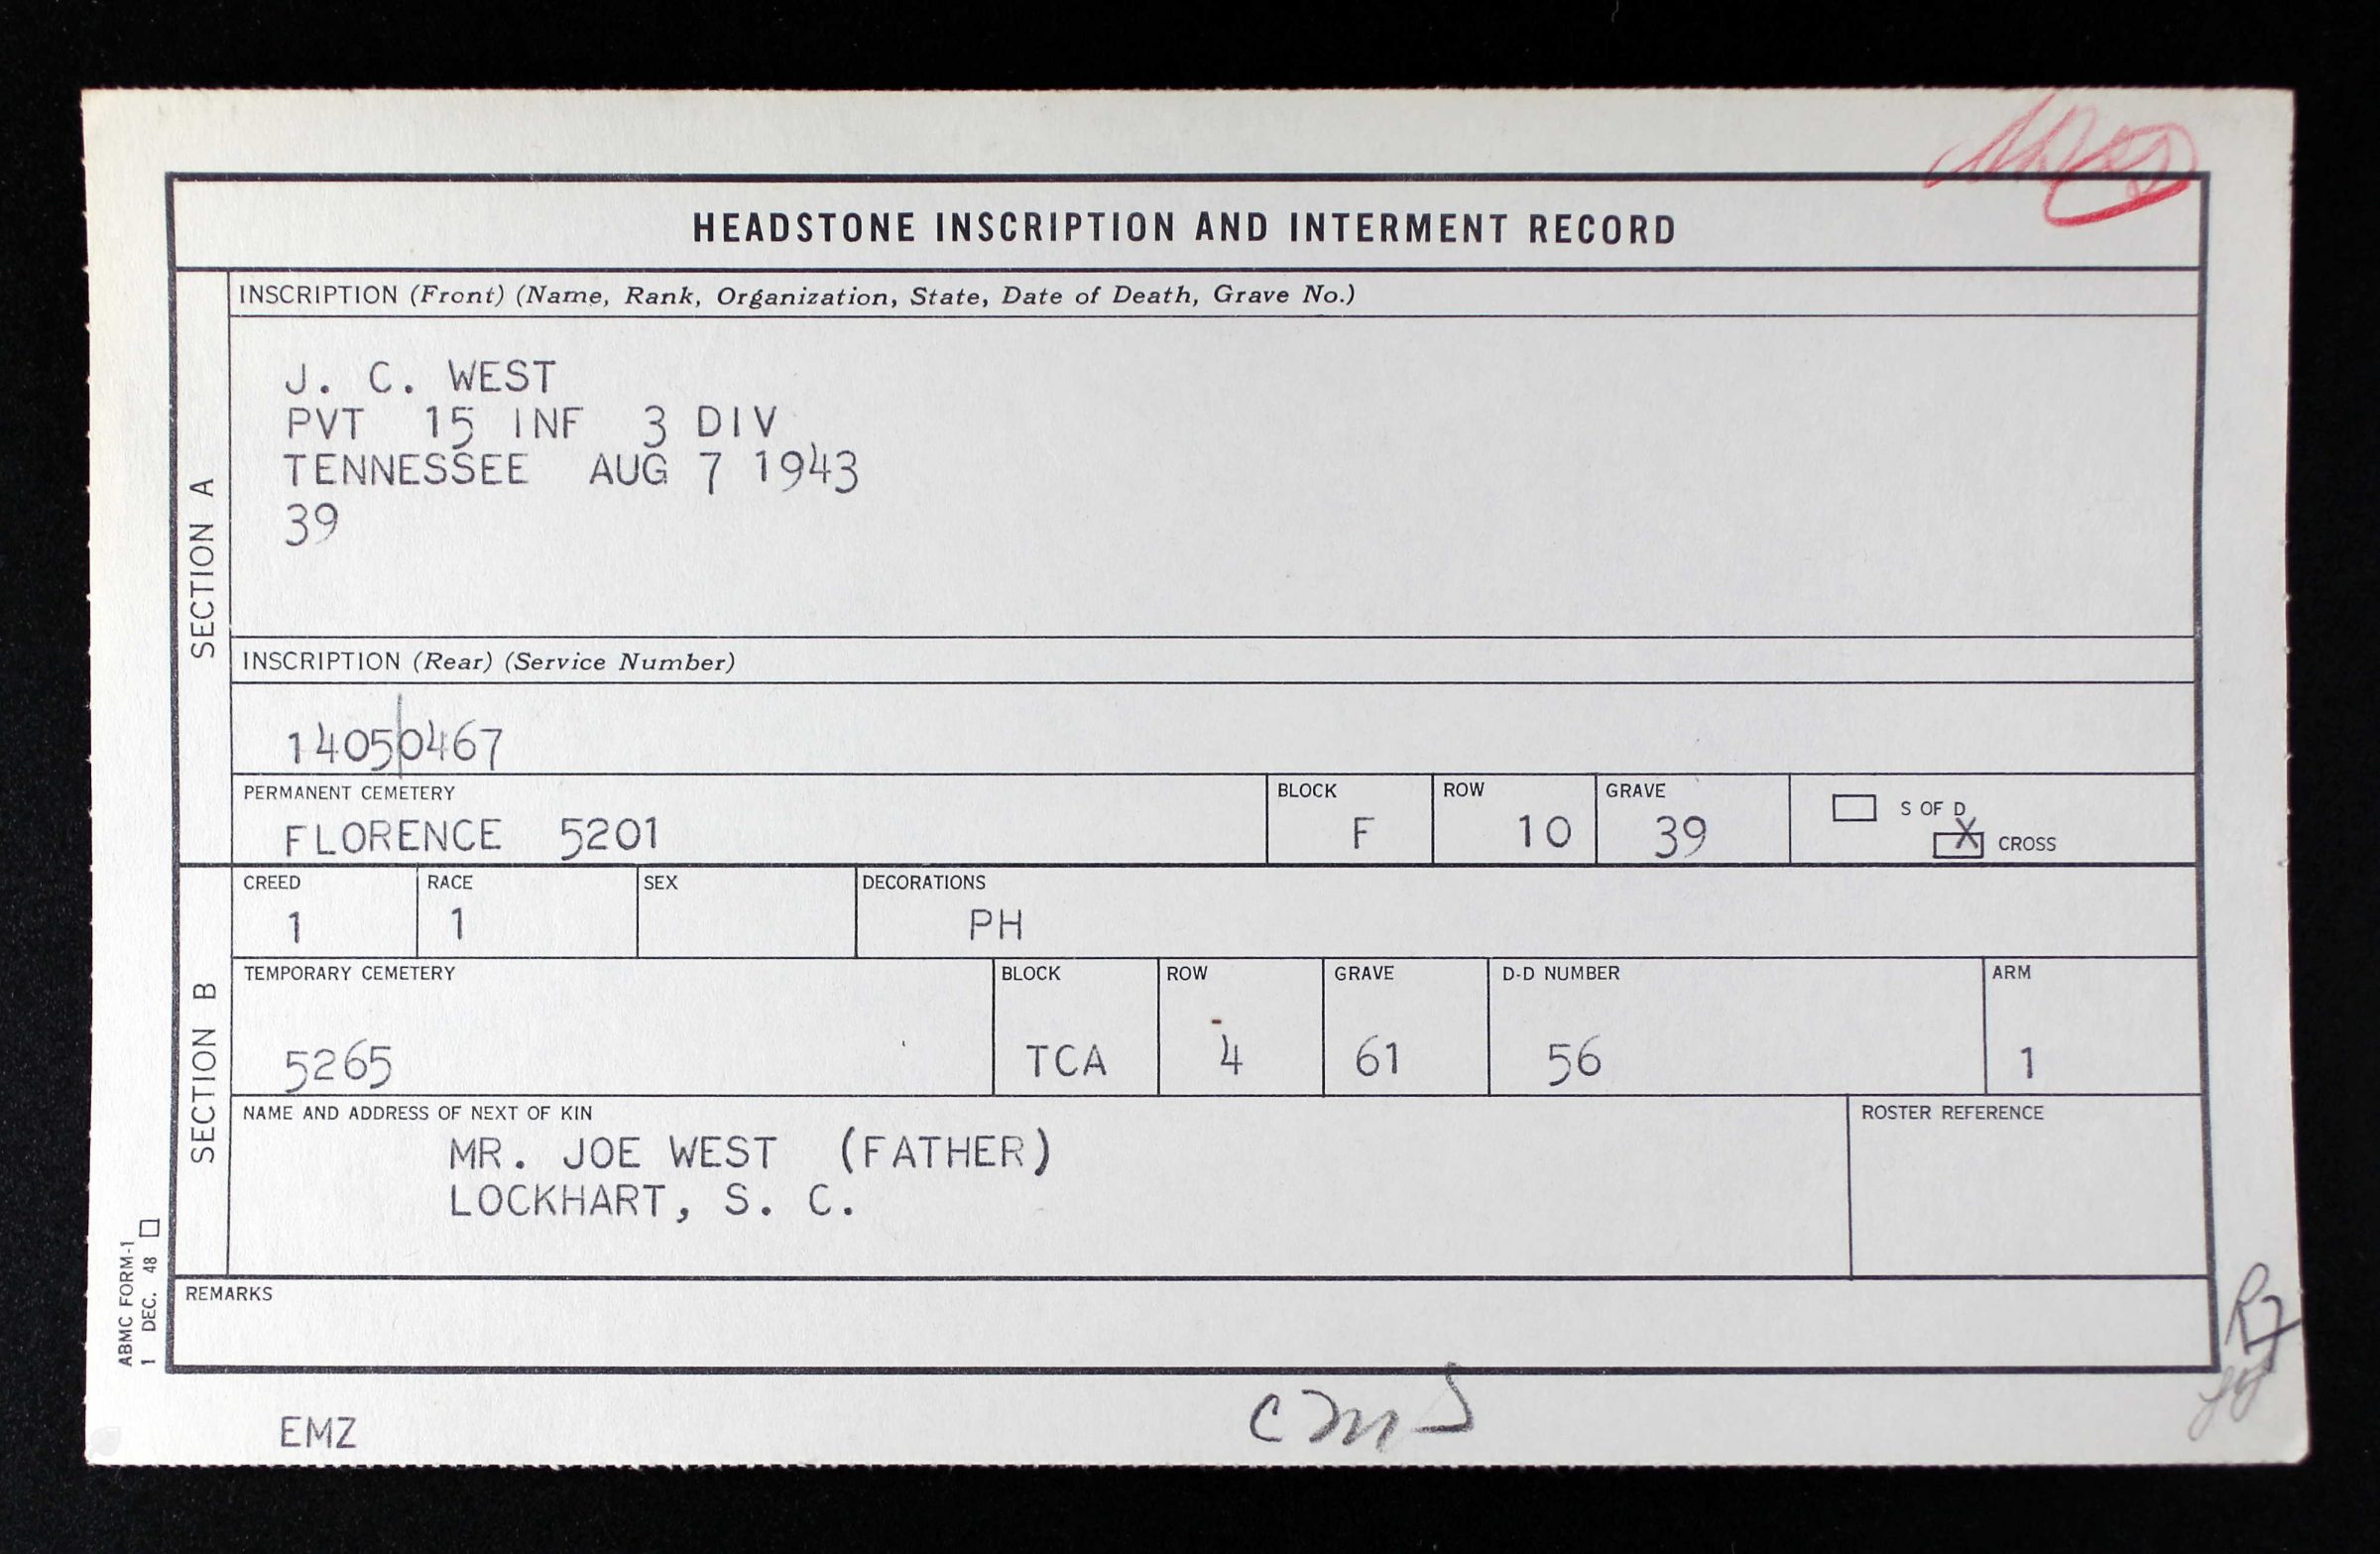 HEADSTONE INSCRIPTION AND INTERMENT RECORD
SECTION A
INSCRIPTION (Front) (Name, Rank, Organization, State, Date of Death, Grave No.)
J. C. WEST
PVT 15 INF 3 DIV
TENNESSEE AUG 7 1943
39
INSCRIPTION (Rear) (Service Number)
14050467
PERMANENT CEMETERY BLOCK ROW GRAVE
FLORENCE 5201 F 10 39
S OF D
X CROSS
SECTION B
CREED RACE SEX DECORATIONS
1 1 PH
TEMPORARY CEMETERY BLOCK ROW GRAVE D-D NUMBER ARM
5265 TCA 4 61 56 1
NAME AND ADDRESS OF NEXT OF KIN ROSTER REFERENCE
MR. JOE WEST (FATHER)
LOCKHART, S. C.
REMARKS
ABMC FORM-1
1 DEC. 48
EMZ